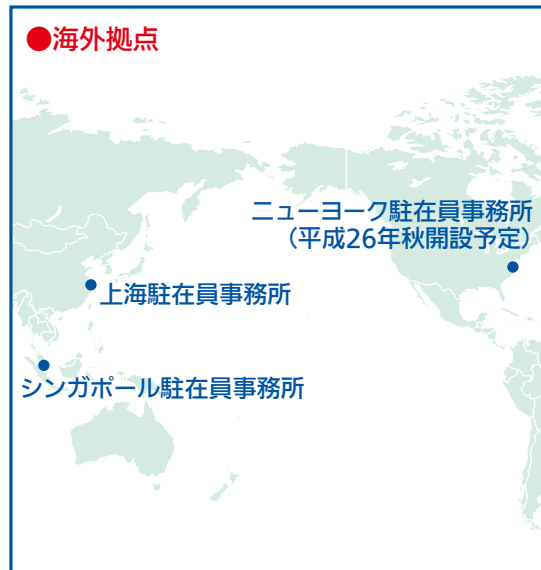 ●海外拠点
ニューヨーク駐在員事務所
（平成26年秋開設予定）
上海駐在員事務所
シンガポール駐在員事務所